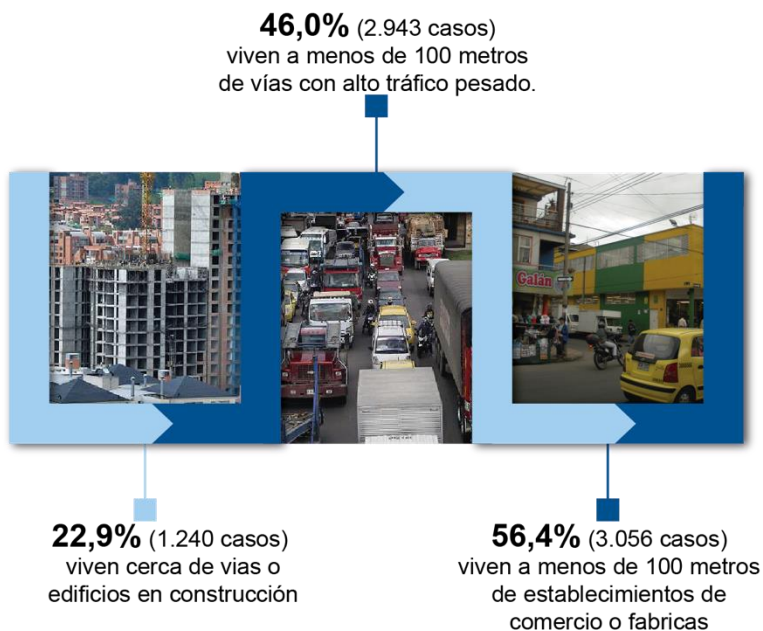 46,0% (2.943 casos)
viven a menos de 100 metros
de vías con alto tráfico pesado.
Galán
22,9% (1.240 casos)
viven cerca de vias o
edificios en construcción
56,4% (3.056 casos)
viven a menos de 100 metros
de establecimientos de
comercio o fabricas